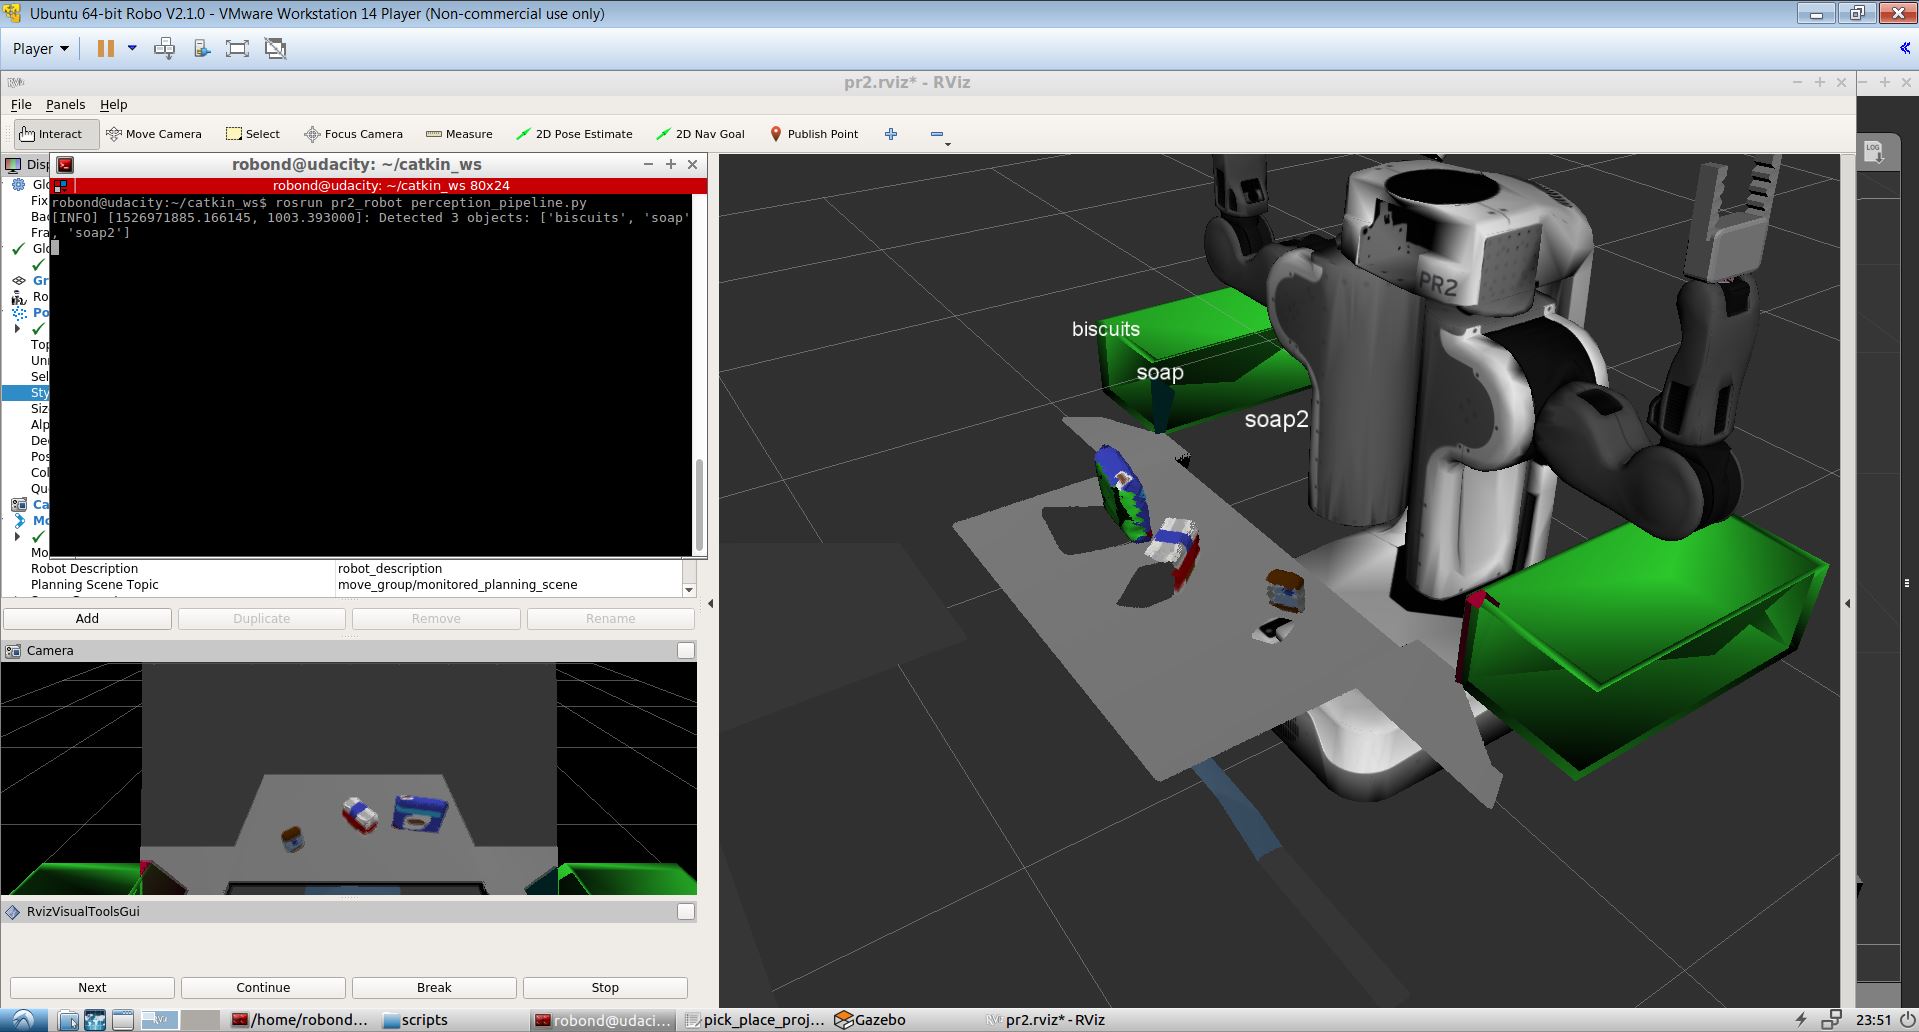 Ubuntu 64-bit Robo V2.1.0 - VMware Workstation 14 Player (Non-commercial use only)
Player
pr2.rviz* - RViz
File Panels Help
Interact Move Camera Select Focus Camera Measure 2D Pose Estimate 2D Nav Goal Publish Point
Disp
robond@udacity: ~/catkin_ws
robond@udacity: ~/catkin_ws 80x24
robond@udacity:~/catkin_ws$ rosrun pr2_robot perception_pipeline.py
[INFO] [1526971885.166145, 1003.393000]: Detected 3 objects: ['biscuits', 'soap'
, 'soap2']
Glo
Fix
Bac
Fra
Glo
Gr
Ro
Po
Top
Uni
Sel
Sty
Siz
Alp
Dec
Pos
Col
Qu
Ca
Mo
Mo
Robot Description robot_description
Planning Scene Topic move_group/monitored_planning_scene
Add Duplicate Remove Rename
Camera
RvizVisualToolsGui
Next Continue Break Stop
LOG
PR2
biscuits
soap
soap2
/home/robond... scripts robond@udaci... pick_place_proj... Gazebo pr2.rviz* - RViz 23:51